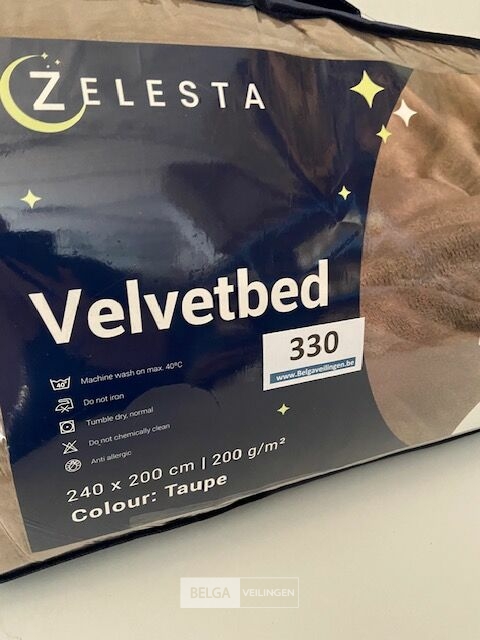 ZELESTA
Velvetbed
330
www.Belgaveilingen.be
40°
Machine wash on max. 40ºC
Do not iron
Tumble dry, normal
Do not chemically clean
Anti allergic
240 x 200 cm | 200 g/m²
Colour: Taupe
BELGA VEILINGEN